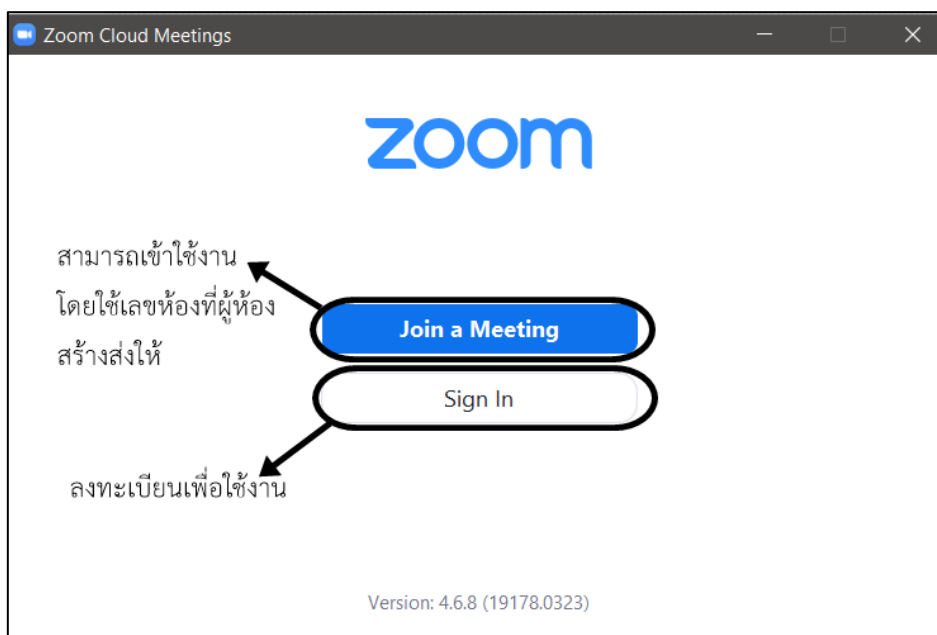 Zoom Cloud Meetings
zoom
สามารถเข้าใช้งาน
โดยใช้เลขห้องที่ผู้ห้อง
สร้างส่งให้
Join a Meeting
Sign In
ลงทะเบียนเพื่อใช้งาน
Version: 4.6.8 (19178.0323)